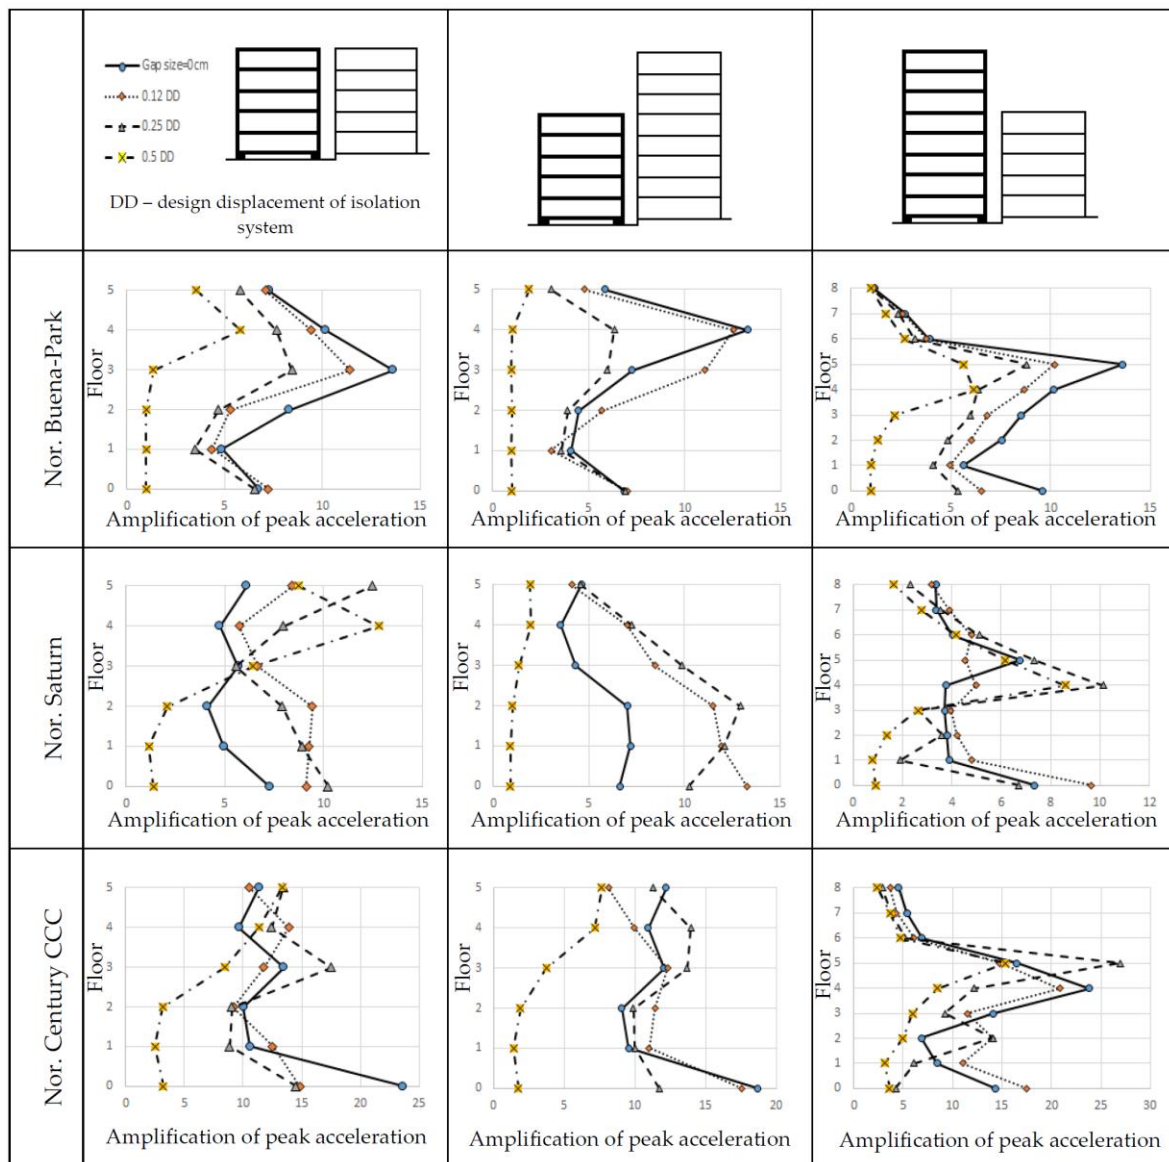 Gap size=0cm
0.12 DD
0.25 DD
0.5 DD
DD – design displacement of isolation
system
Nor. Buena-Park
Floor
5
4
3
2
1
0
0 5 10 15
Amplification of peak acceleration
Floor
5
4
3
2
1
0
0 5 10 15
Amplification of peak acceleration
Floor
8
7
6
5
4
3
2
1
0
0 5 10 15
Amplification of peak acceleration
Nor. Saturn
Floor
5
4
3
2
1
0
0 5 10 15
Amplification of peak acceleration
Floor
5
4
3
2
1
0
0 5 10 15
Amplification of peak acceleration
Floor
8
7
6
5
4
3
2
1
0
0 2 4 6 8 10 12
Amplification of peak acceleration
Nor. Century CCC
Floor
5
4
3
2
1
0
0 5 10 15 20 25
Amplification of peak acceleration
Floor
5
4
3
2
1
0
0 5 10 15 20
Amplification of peak acceleration
Floor
8
7
6
5
4
3
2
1
0
0 5 10 15 20 25 30
Amplification of peak acceleration